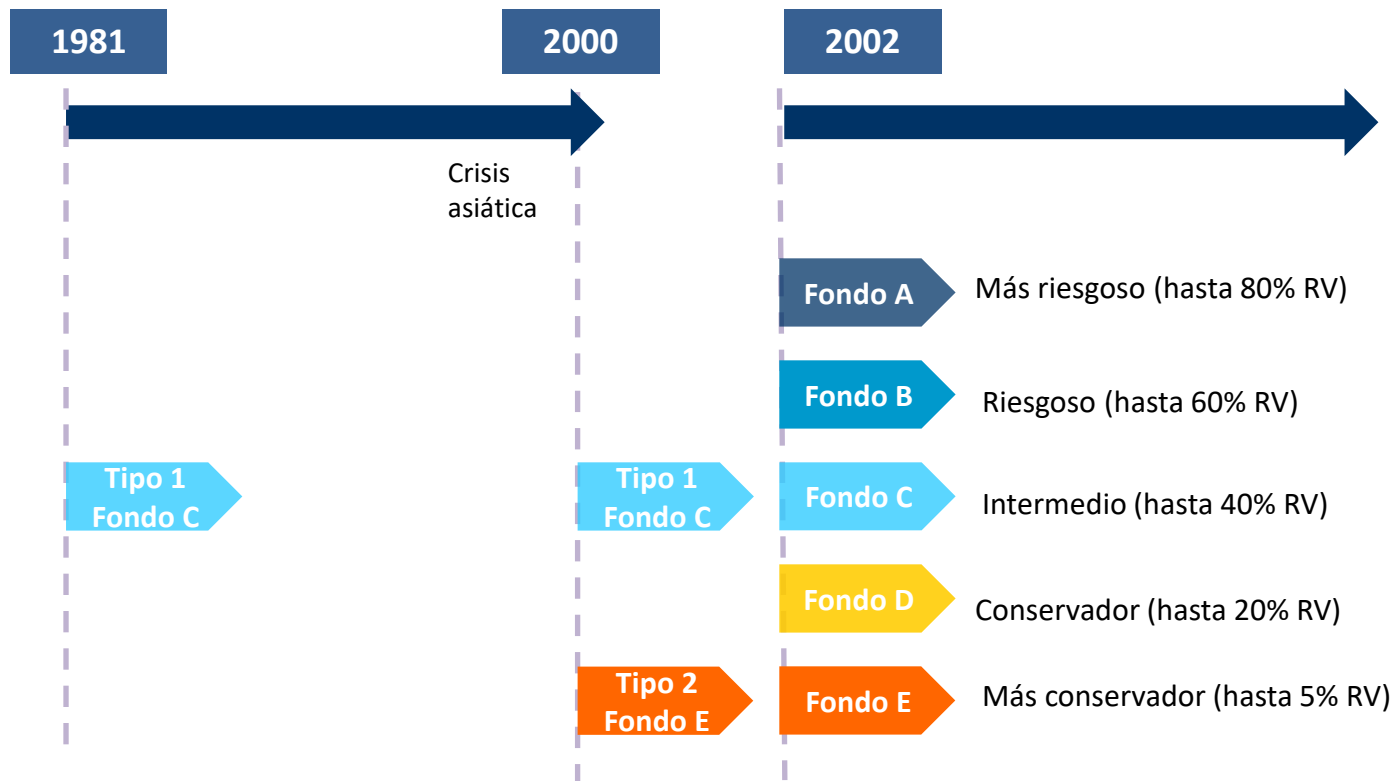 1981
2000
2002
Crisis
asiática
Fondo A
Más riesgoso (hasta 80% RV)
Fondo B
Riesgoso (hasta 60% RV)
Tipo 1
Fondo C
Tipo 1
Fondo C
Fondo C
Intermedio (hasta 40% RV)
Fondo D
Conservador (hasta 20% RV)
Tipo 2
Fondo E
Fondo E
Más conservador (hasta 5% RV)